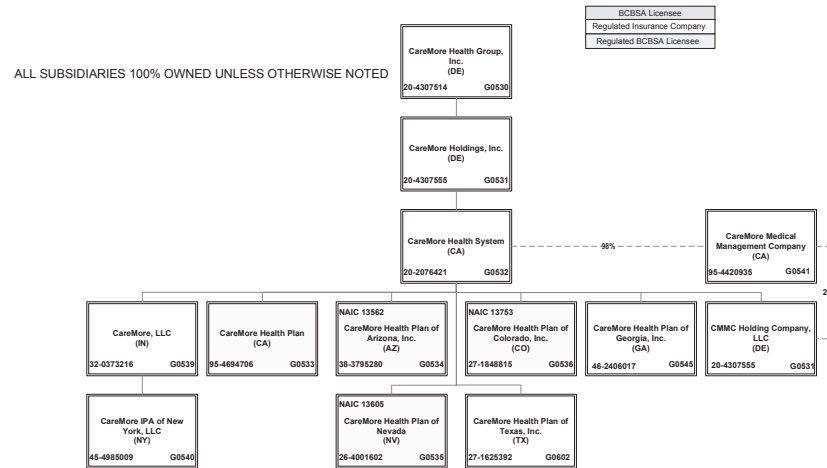 BCBSA Licensee
Regulated Insurance Company
Regulated BCBSA Licensee
ALL SUBSIDIARIES 100% OWNED UNLESS OTHERWISE NOTED
CareMore Health Group,
Inc.
(DE)
20-4307514 G0530
CareMore Holdings, Inc.
(DE)
20-4307555 G0531
CareMore Health System
(CA)
20-2076421 G0532
98%
CareMore Medical
Management Company
(CA)
95-4420935 G0541
2
CareMore, LLC
(IN)
32-0373216 G0539
CareMore Health Plan
(CA)
95-4694706 G0533
NAIC 13562
CareMore Health Plan of
Arizona, Inc.
(AZ)
38-3795280 G0534
NAIC 13753
CareMore Health Plan of
Colorado, Inc.
(CO)
27-1848815 G0536
CareMore Health Plan of
Georgia, Inc.
(GA)
46-2406017 G0545
CMMC Holding Company,
LLC
(DE)
20-4307555 G0531
CareMore IPA of New
York, LLC
(NY)
45-4985009 G0540
NAIC 13605
CareMore Health Plan of
Nevada
(NV)
26-4001602 G0535
CareMore Health Plan of
Texas, Inc.
(TX)
27-1625392 G0602